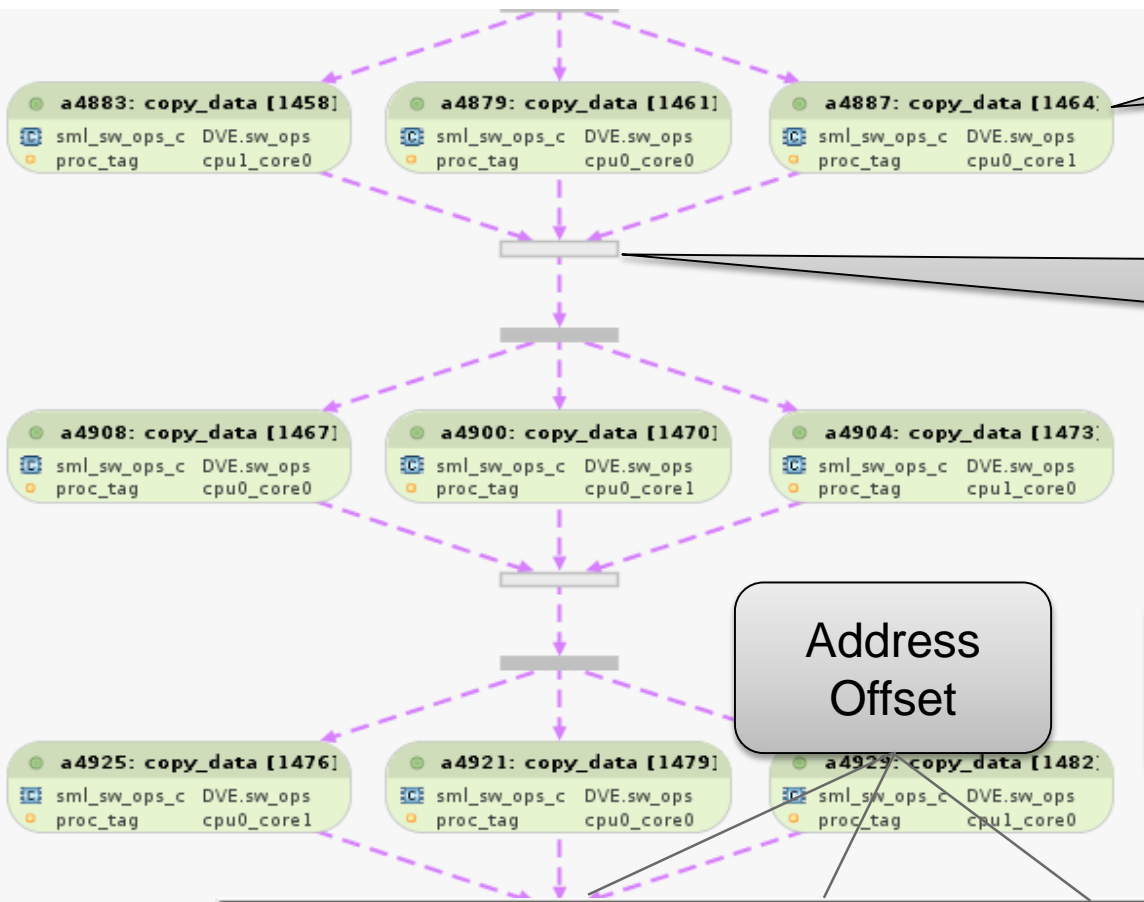 a4883: copy_data [1458]
sml_sw_ops_c DVE.sw_ops
proc_tag cpu1_core0
a4879: copy_data [1461]
sml_sw_ops_c DVE.sw_ops
proc_tag cpu0_core0
a4887: copy_data [1464]
sml_sw_ops_c DVE.sw_ops
proc_tag cpu0_core1
a4908: copy_data [1467]
sml_sw_ops_c DVE.sw_ops
proc_tag cpu0_core0
a4900: copy_data [1470]
sml_sw_ops_c DVE.sw_ops
proc_tag cpu0_core1
a4904: copy_data [1473]
sml_sw_ops_c DVE.sw_ops
proc_tag cpu1_core0
Address
Offset
a4925: copy_data [1476]
sml_sw_ops_c DVE.sw_ops
proc_tag cpu0_core1
a4921: copy_data [1479]
sml_sw_ops_c DVE.sw_ops
proc_tag cpu0_core0
a4929: copy_data [1482]
sml_sw_ops_c DVE.sw_ops
proc_tag cpu1_core0